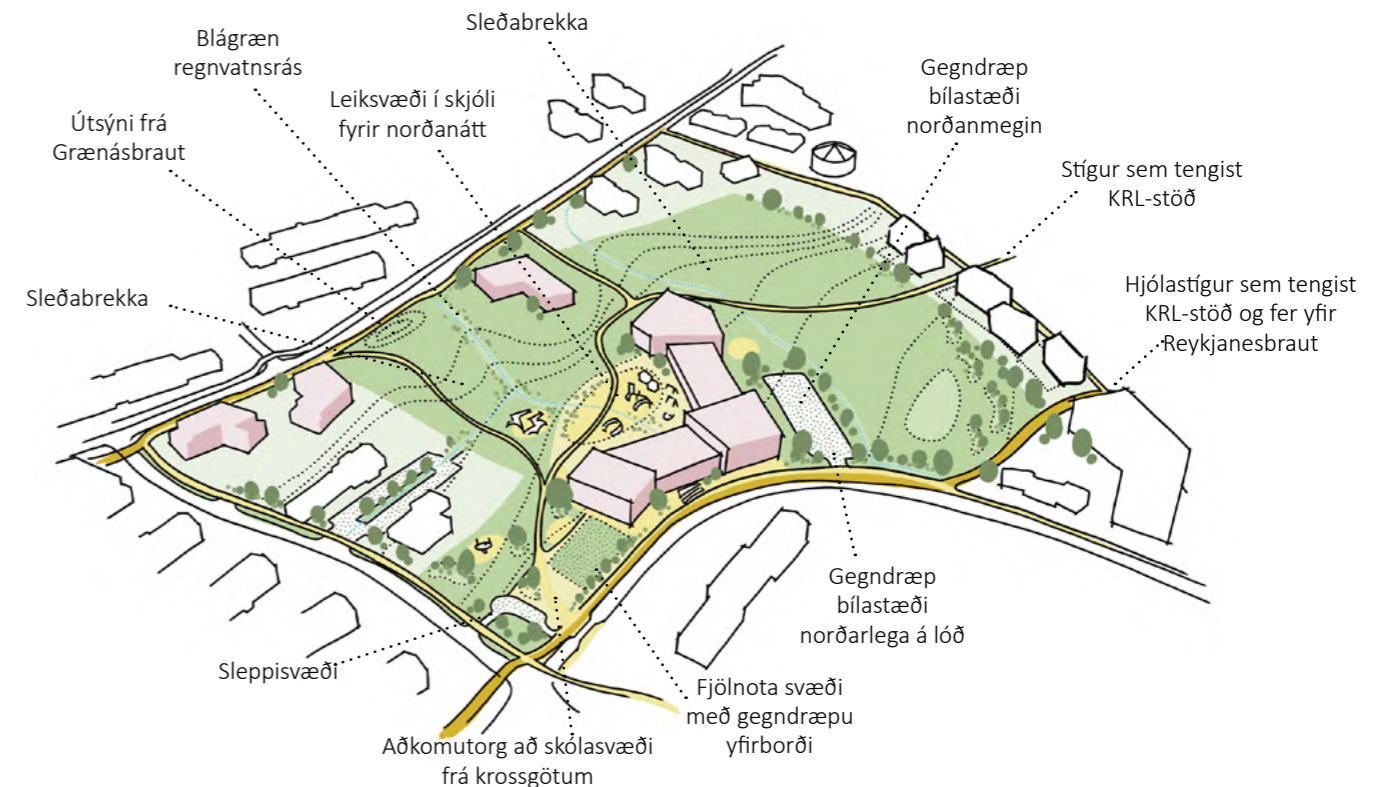 Sleðabrekka
Blágræn
regnvatnsrás
Gegndræp
bílastæði
norðanmegin
Leiksvæði í skjóli
fyrir norðanátt
Útsýni frá
Grænásbraut
Stígur sem tengist
KRL-stöð
Sleðabrekka
Hjólastígur sem tengist
KRL-stöð og fer yfir
Reykjanesbraut
Gegndræp
bílastæði
norðarlega á lóð
Sleppisvæði
Fjölnota svæði
með gegndræpu
yfirborði
Aðkomutorg að skólasvæði
frá krossgötum